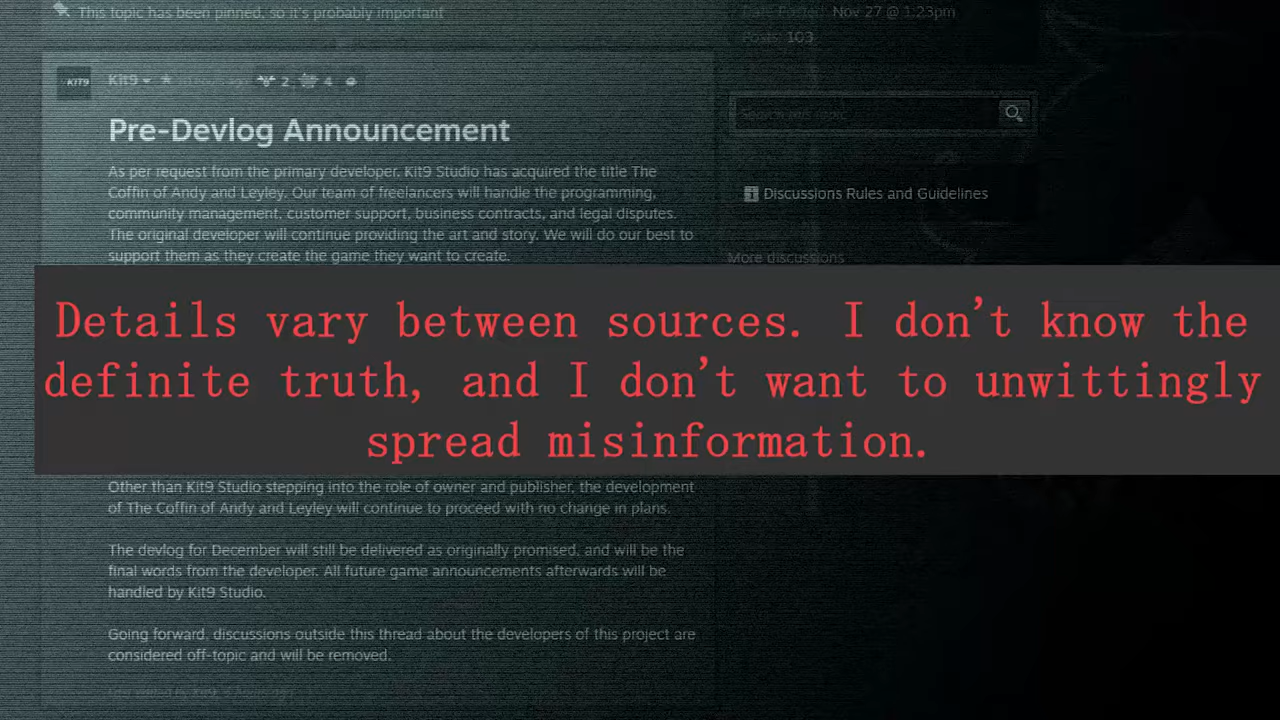 This topic has been pinned, so it's probably important
Date Posted: Nov 27 @ 1:23pm
Posts: 103
KIT9
Kit9
2
4
Search this topic
Pre-Devlog Announcement
As per request from the primary developer, Kit9 Studio has acquired the title The
Coffin of Andy and Leyley. Our team of freelancers will handle the programming,
community management, customer support, business contracts, and legal disputes.
The original developer will continue providing the art and story. We will do our best to
support them as they create the game they want to create.
Discussions Rules and Guidelines
More discussions
Details vary between sources. I don't know the
definite truth, and I don't want to unwittingly
spread misinformation.
Other than Kit9 Studio stepping into the role of owner and publisher, the development
of The Coffin of Andy and Leyley will continue to proceed with no change in plans.
The devlog for December will still be delivered as originally promised, and will be the
final words from the developer. All future game announcements afterwards will be
handled by Kit9 Studio.
Going forward, discussions outside this thread about the developers of this project are
considered off-topic and will be removed.